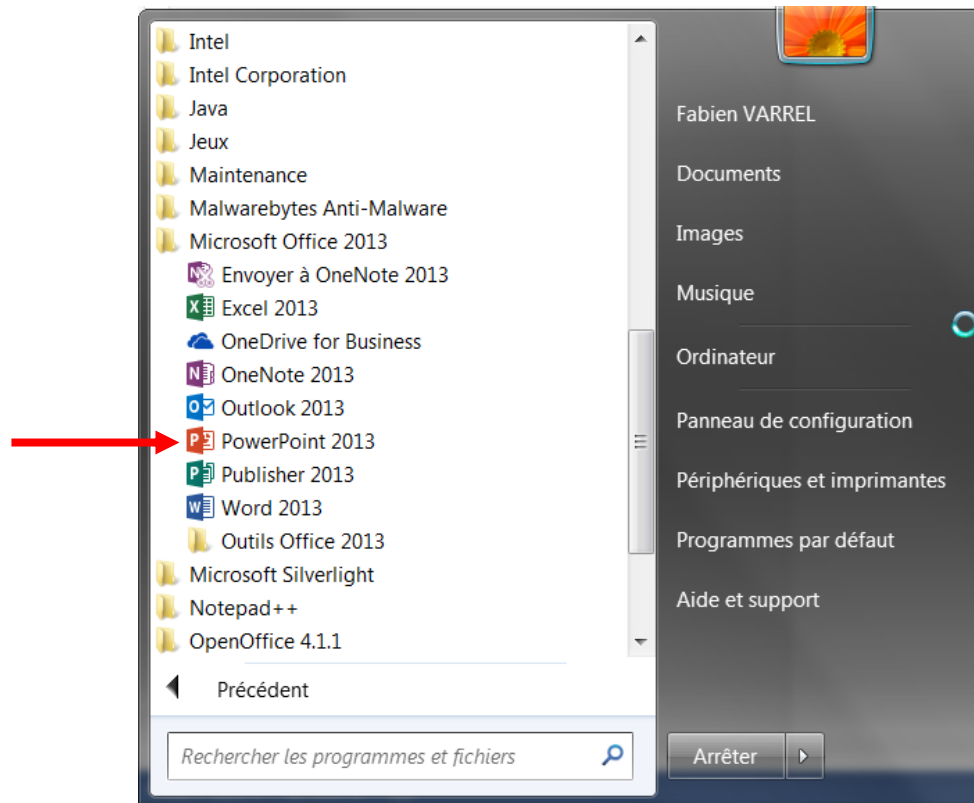 Intel
Intel Corporation
Java
Jeux
Maintenance
Malwarebytes Anti-Malware
Microsoft Office 2013
Envoyer à OneNote 2013
Excel 2013
OneDrive for Business
OneNote 2013
Outlook 2013
PowerPoint 2013
Publisher 2013
Word 2013
Outils Office 2013
Microsoft Silverlight
Notepad++
OpenOffice 4.1.1
Précédent
Rechercher les programmes et fichiers
Fabien VARREL
Documents
Images
Musique
Ordinateur
Panneau de configuration
Périphériques et imprimantes
Programmes par défaut
Aide et support
Arrêter